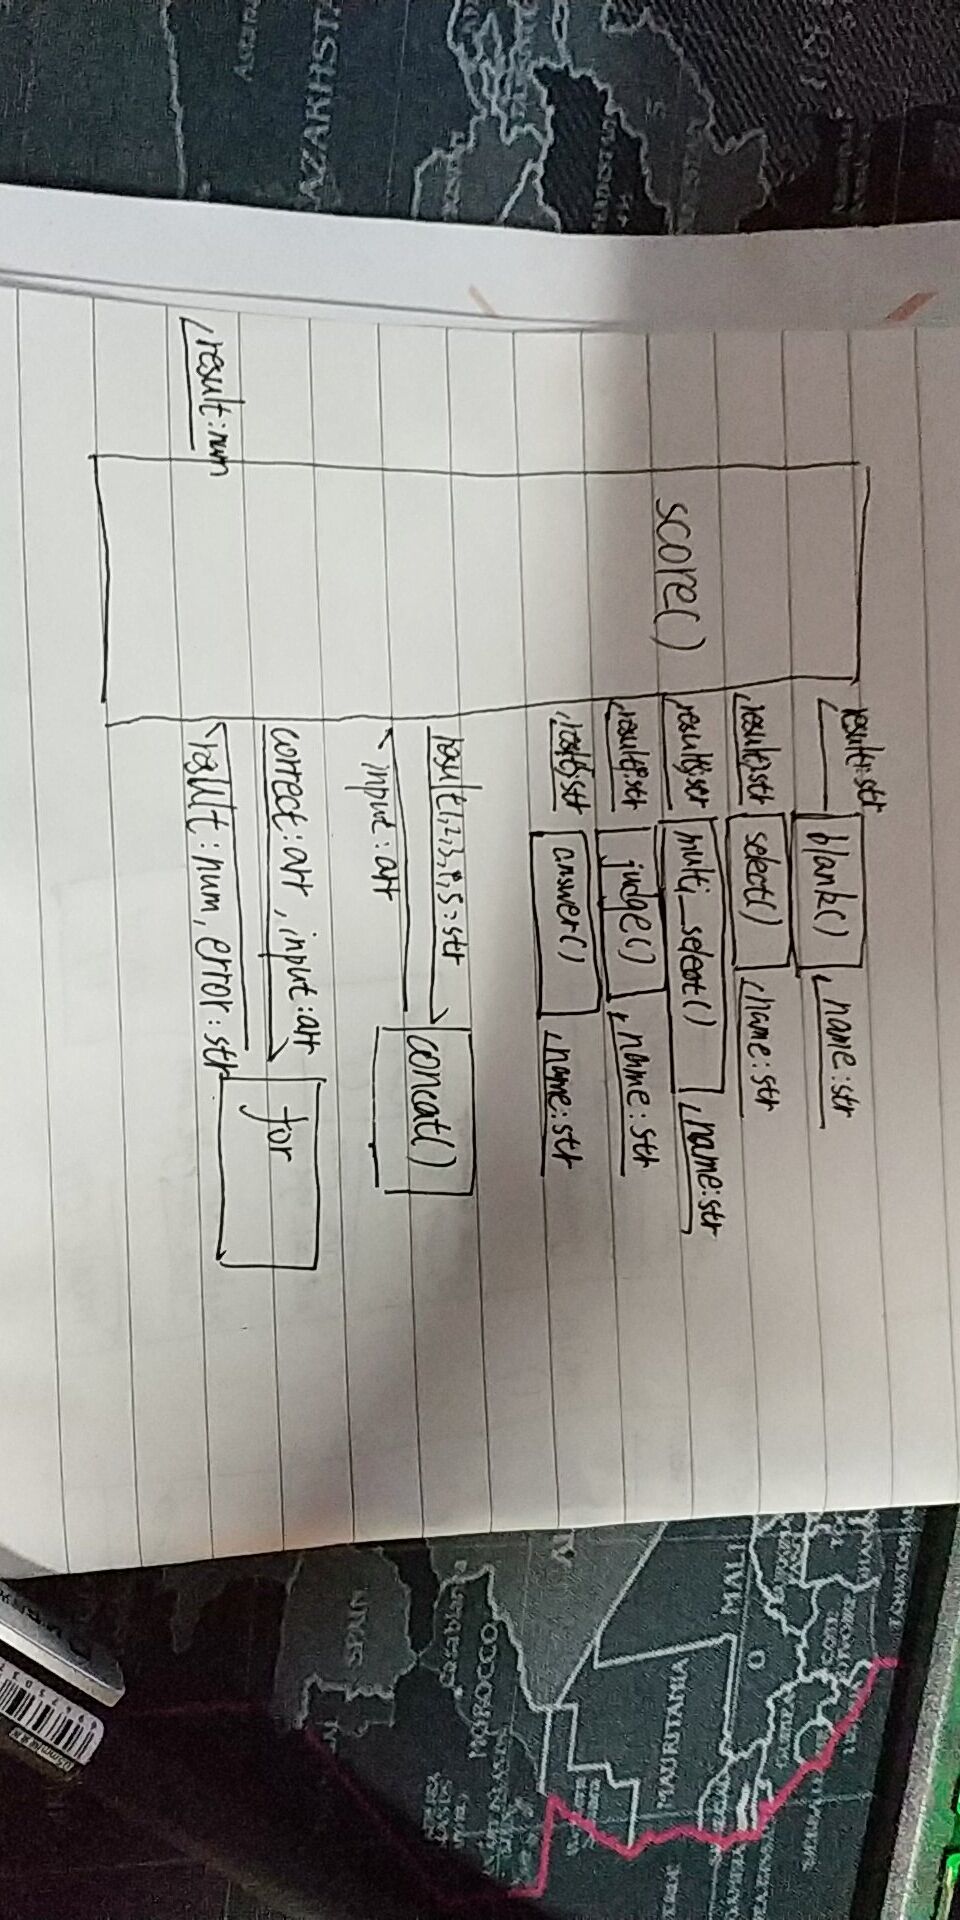 result1:str blank() name:str
result2:str select() name:str
score() result3:str multi_select() name:str
result4:str judge() name:str
result5:str answer() name:str
result1,2,3,4,5:str concat()
input:arr
correct:arr, input:arr for
result:num result:num, error:str
MALI
MAURITANIA
MOROCCO
Casablanca
SPAIN